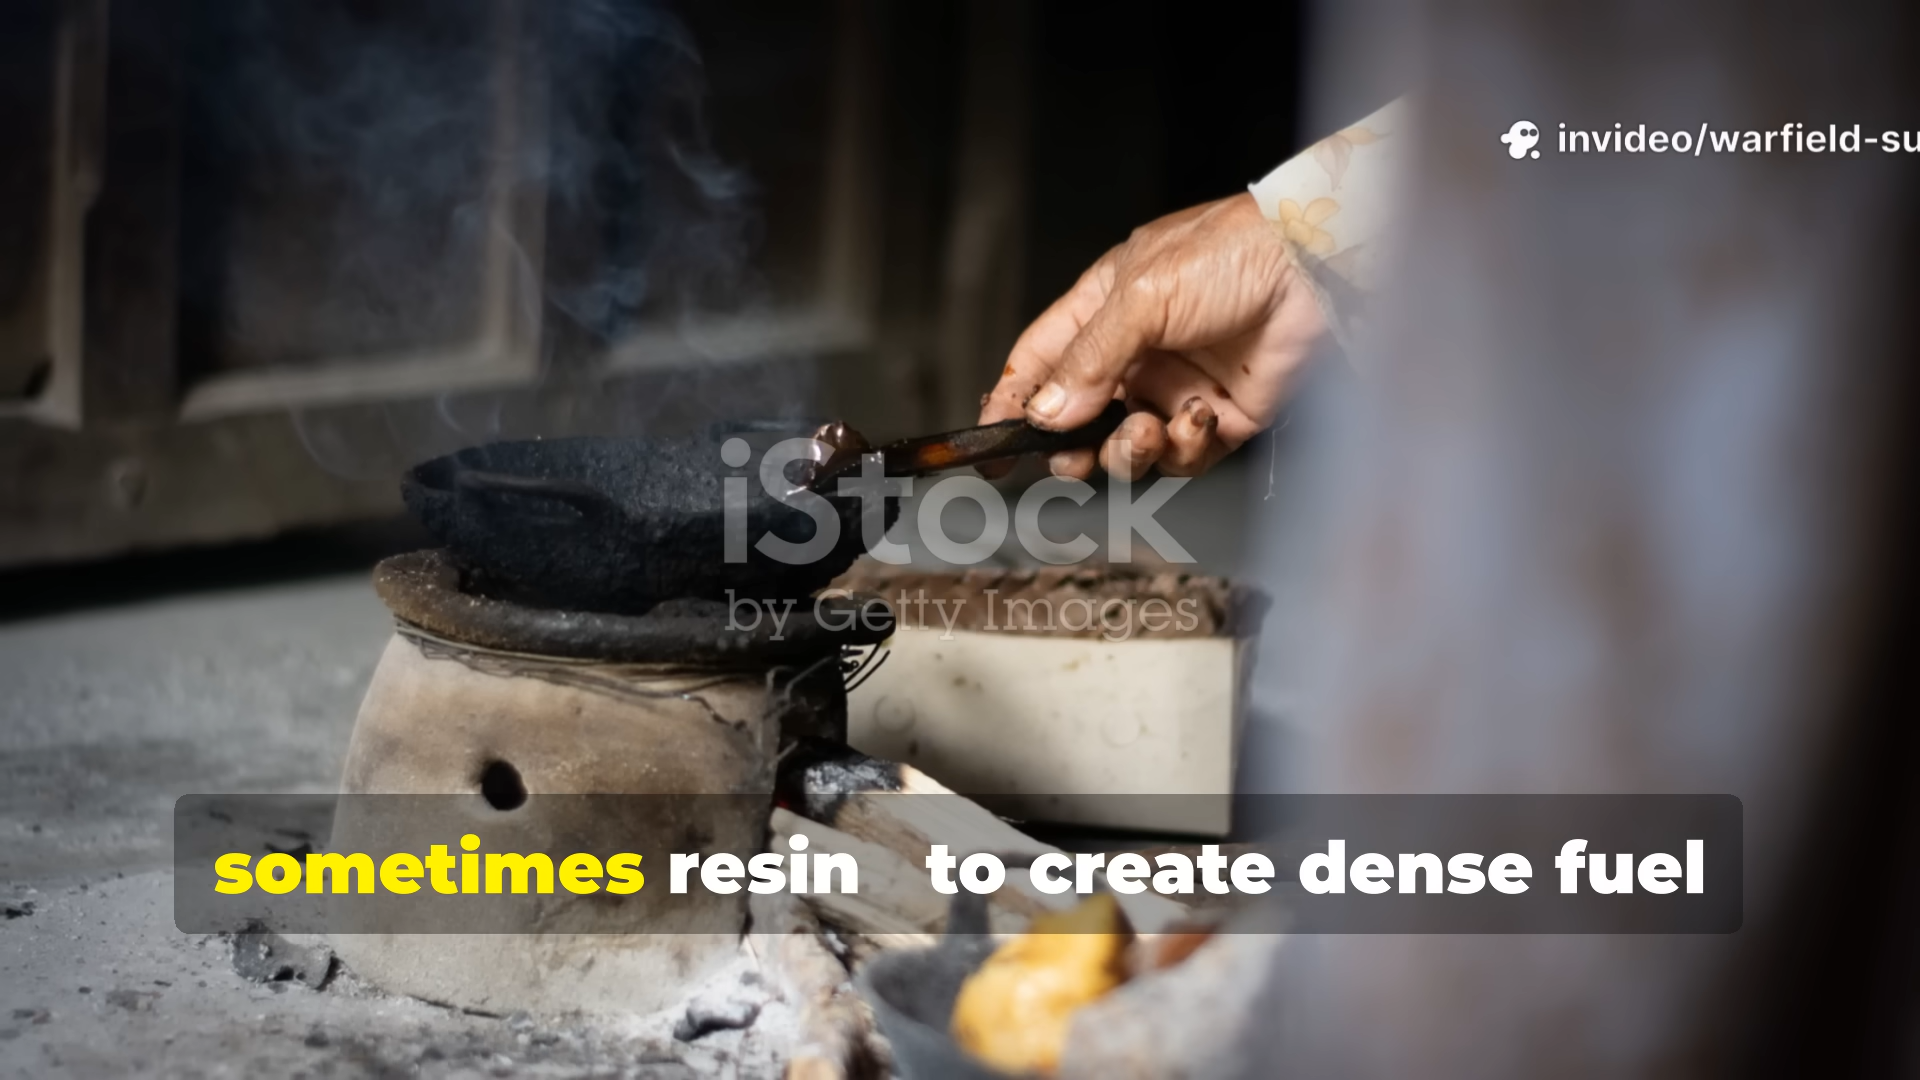 invideo/warfield-su
iStock
by Getty Images
sometimes resin to create dense fuel